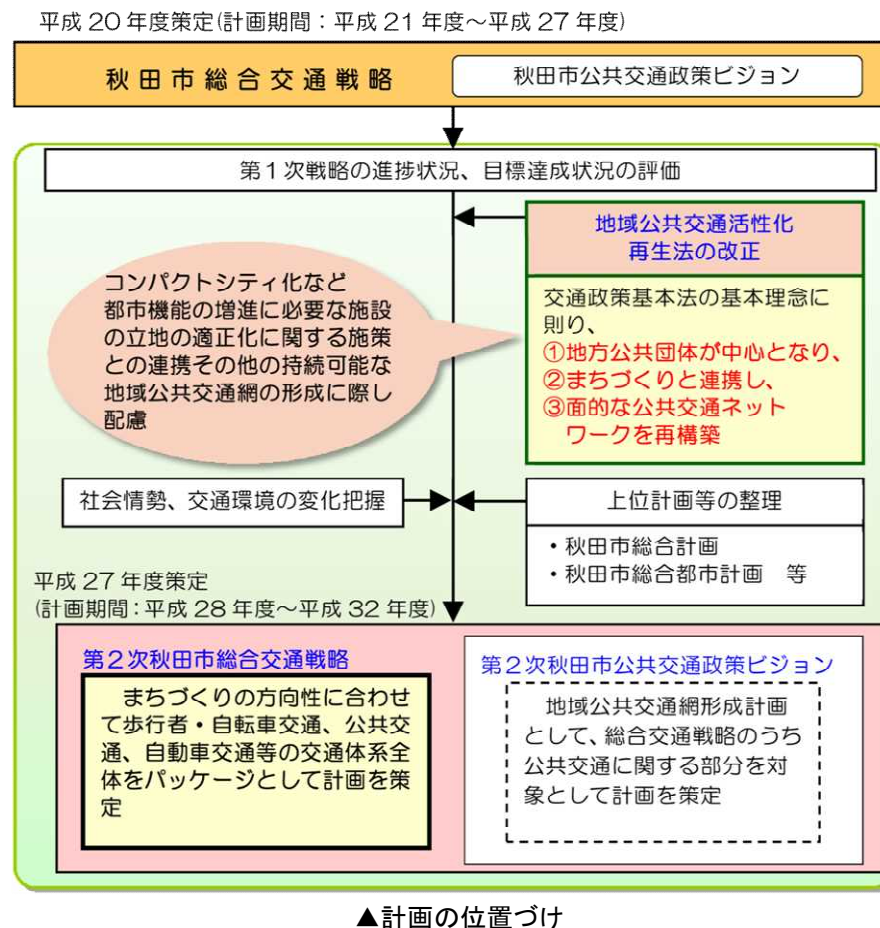 平成 20 年度策定(計画期間：平成 21 年度～平成 27 年度)
秋田市総合交通戦略
秋田市公共交通政策ビジョン
第１次戦略の進捗状況、目標達成状況の評価
地域公共交通活性化
再生法の改正
交通政策基本法の基本理念に
則り、
①地方公共団体が中心となり、
②まちづくりと連携し、
③面的な公共交通ネット
ワークを再構築
コンパクトシティ化など
都市機能の増進に必要な施設
の立地の適正化に関する施策
との連携その他の持続可能な
地域公共交通網の形成に際し
配慮
社会情勢、交通環境の変化把握
上位計画等の整理
・秋田市総合計画
・秋田市総合都市計画　等
平成 27 年度策定
(計画期間：平成 28 年度～平成 32 年度)
第２次秋田市総合交通戦略
まちづくりの方向性に合わせ
て歩行者・自転車交通、公共交
通、自動車交通等の交通体系全
体をパッケージとして計画を策
定
第２次秋田市公共交通政策ビジョン
地域公共交通網形成計画
として、総合交通戦略のうち
公共交通に関する部分を対
象として計画を策定
▲計画の位置づけ